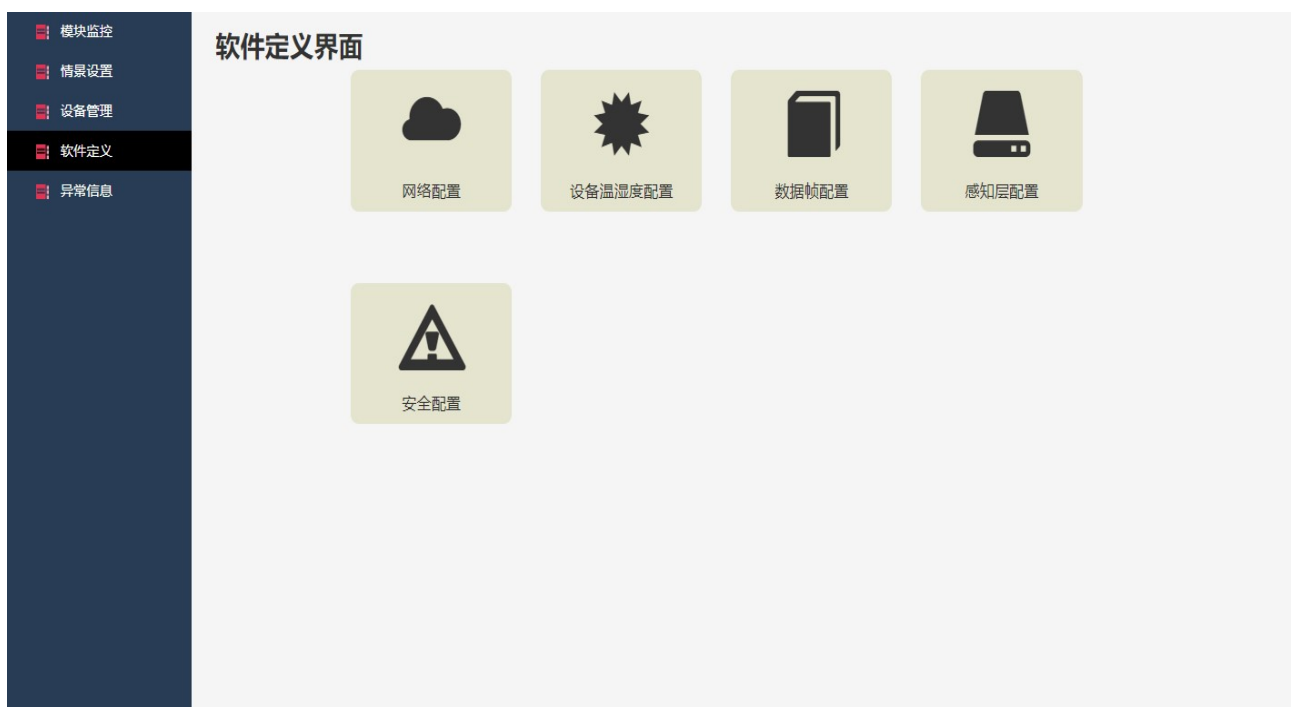 模块监控
情景设置
设备管理
软件定义
异常信息
软件定义界面
网络配置
设备温湿度配置
数据帧配置
感知层配置
安全配置